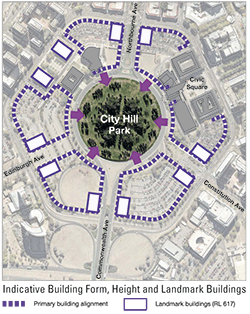 Northbourne Ave
Civic
Square
City Hill
Park
Edinburgh Ave
Constitution Ave
Commonwealth Ave
Indicative Building Form, Height and Landmark Buildings
Primary building alignment
Landmark buildings (RL 617)